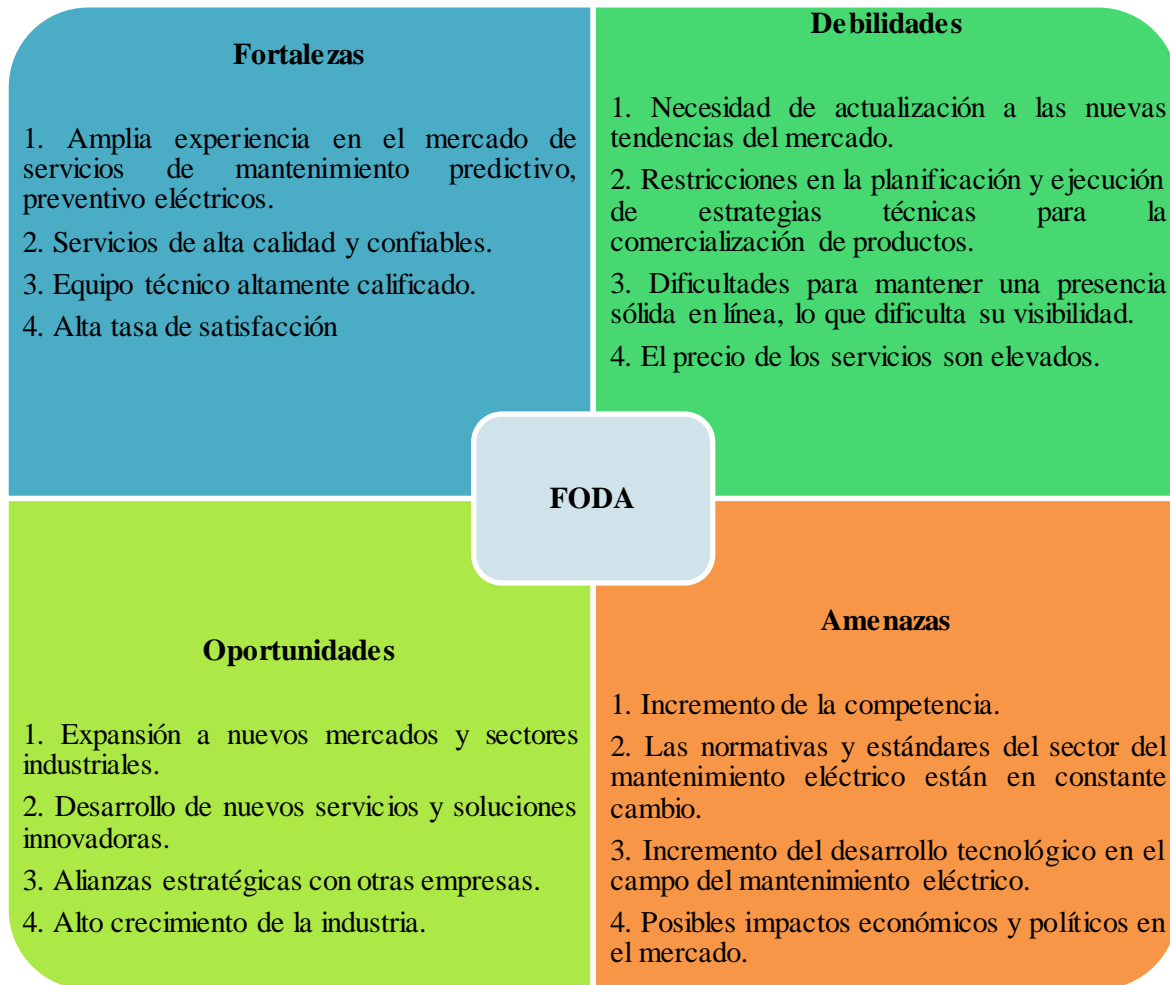 Fortalezas
1. Amplia experiencia en el mercado de
servicios de mantenimiento predictivo,
preventivo eléctricos.
2. Servicios de alta calidad y confiables.
3. Equipo técnico altamente calificado.
4. Alta tasa de satisfacción
Debilidades
1. Necesidad de actualización a las nuevas
tendencias del mercado.
2. Restricciones en la planificación y ejecución
de estrategias técnicas para la
comercialización de productos.
3. Dificultades para mantener una presencia
sólida en línea, lo que dificulta su visibilidad.
4. El precio de los servicios son elevados.
FODA
Oportunidades
1. Expansión a nuevos mercados y sectores
industriales.
2. Desarrollo de nuevos servicios y soluciones
innovadoras.
3. Alianzas estratégicas con otras empresas.
4. Alto crecimiento de la industria.
Amenazas
1. Incremento de la competencia.
2. Las normativas y estándares del sector del
mantenimiento eléctrico están en constante
cambio.
3. Incremento del desarrollo tecnológico en el
campo del mantenimiento eléctrico.
4. Posibles impactos económicos y políticos en
el mercado.